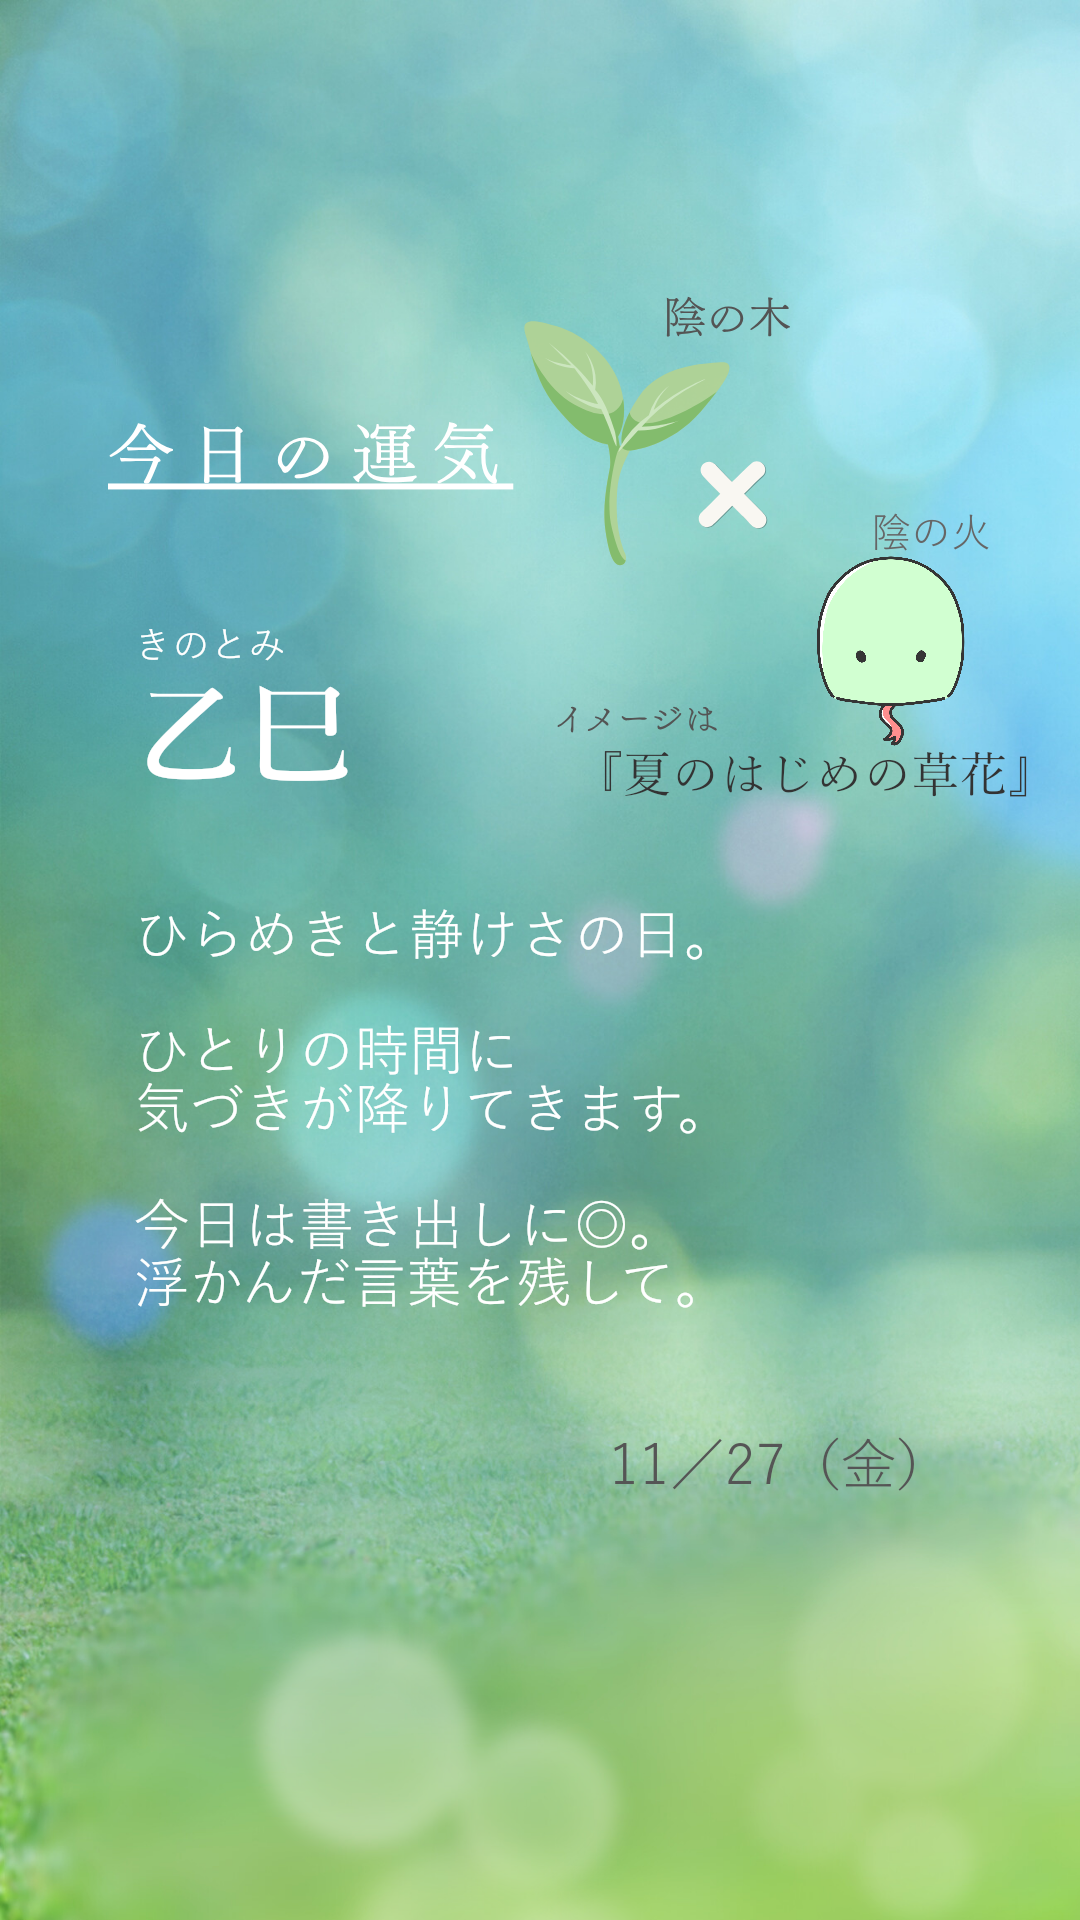 陰の木
今日の運気
陰の火
きのとみ
乙巳
イメージは
『夏のはじめの草花』
ひらめきと静けさの日。
ひとりの時間に
気づきが降りてきます。
今日は書き出しに◎。
浮かんだ言葉を残して。
11／27（金）